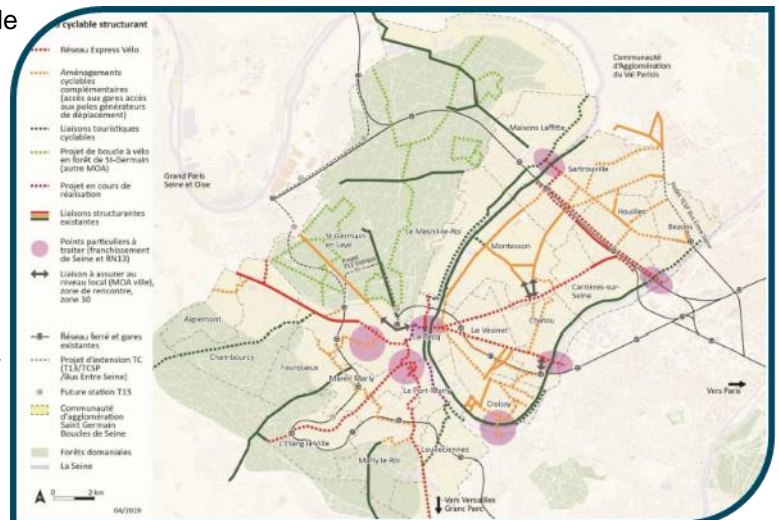 le
cyclable structurant
Réseau Express Vélo
Aménagements
cyclables
complémentaires
(accès aux gares accès
aux poles générateurs
de déplacement)
Liaisons touristiques
cyclables
Projet de boucle à vélo
en forêt de St-Germain
(autre MOA)
Projet en cours de
réalisation
Liaisons structurantes
existantes
Points particuliers à
traiter (franchissement
de Seine et RN13)
Liaison à assurer au
niveau local (MOA ville),
zone de rencontre,
zone 30
Réseau ferré et gares
existantes
Projet d'extension TC
(T13/TCSP
/Bus Entre Seine)
Future station T13
Communauté
d'agglomération
Saint Germain
Boucles de Seine
Forêts domaniales
La Seine
0 2 km
04/2019
Communauté
d'Agglomération
du Val Parisis
Maisons Laffitte
Grand Paris
Seine et Oise
Sartrouville
Houilles
Bezons
St-Germain
en Laye
Le Mesnil-le-Roi
Montesson
Carrières-sur-
Seine
Aigremont
Chambourcy
Le Pecq
Le Vésinet
Chatou
Fourqueux
Mareil Marly
Le Port-Marly
Croissy
Vers Paris
L'Etang la Ville
Louveciennes
Marly le Roi
Vers Versailles
Grand Parc